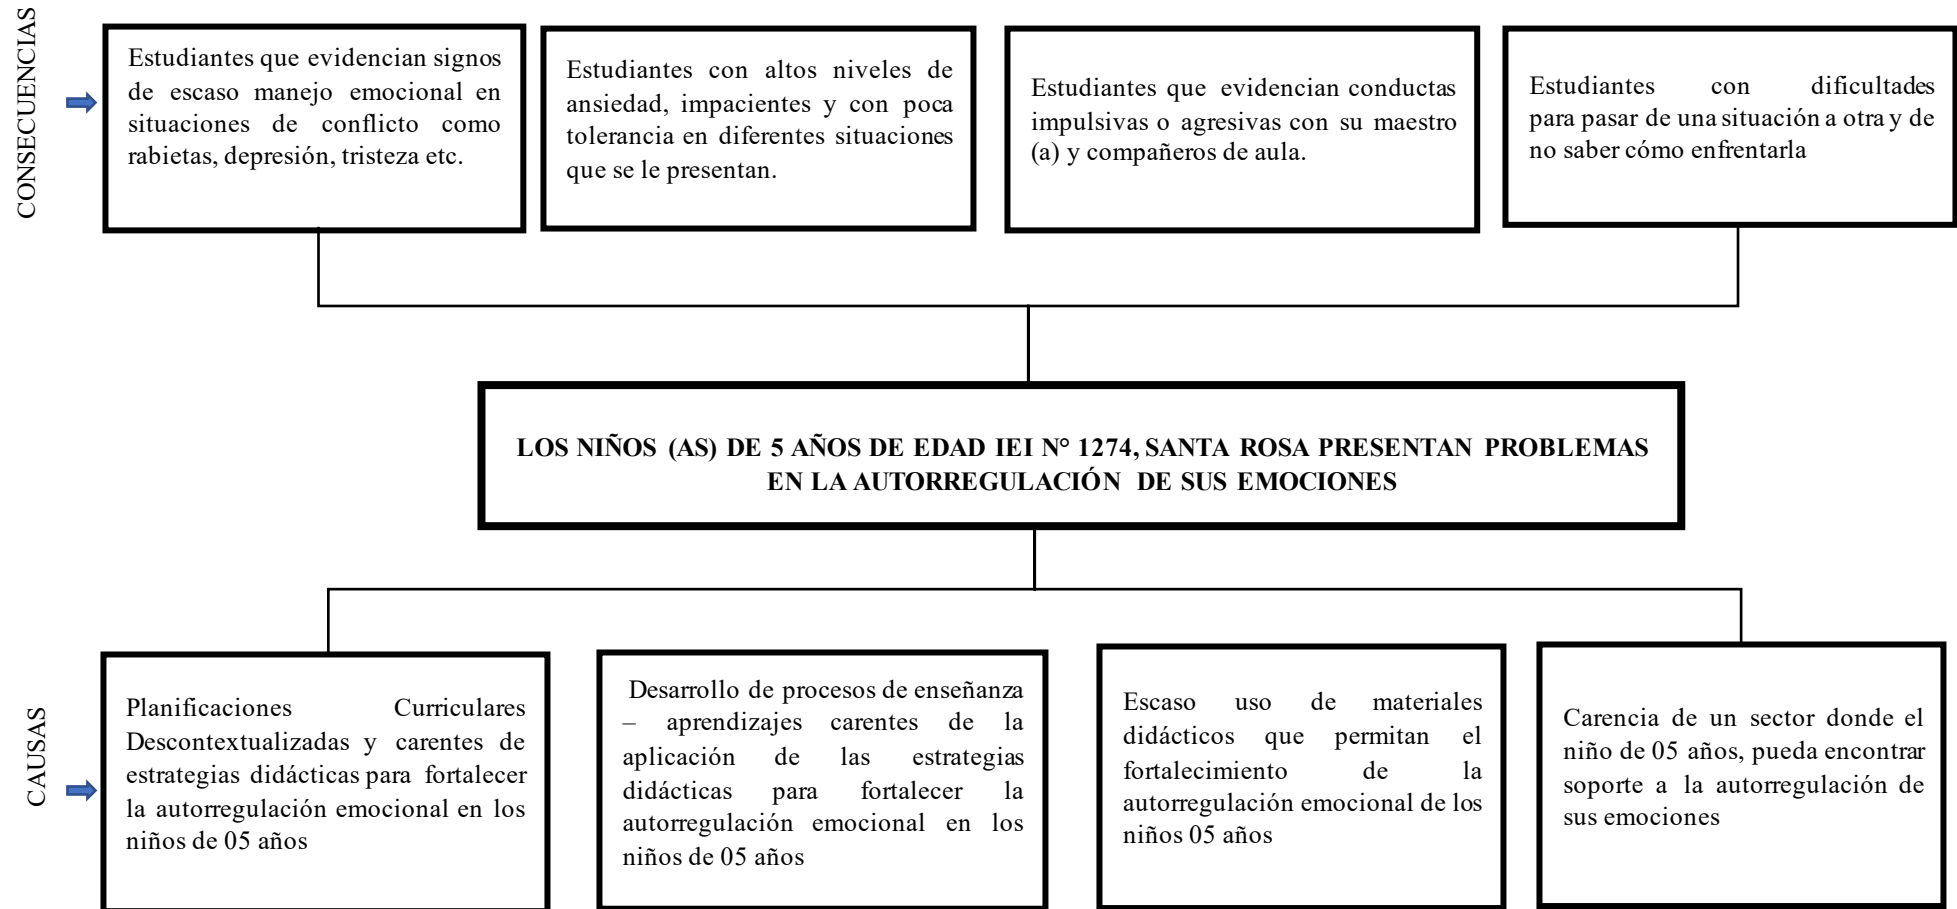 CONSECUENCIAS
Estudiantes que evidencian signos
de escaso manejo emocional en
situaciones de conflicto como
rabietas, depresión, tristeza etc.
Estudiantes con altos niveles de
ansiedad, impacientes y con poca
tolerancia en diferentes situaciones
que se le presentan.
Estudiantes que evidencian conductas
impulsivas o agresivas con su maestro
(a) y compañeros de aula.
Estudiantes con dificultades
para pasar de una situación a otra y de
no saber cómo enfrentarla
LOS NIÑOS (AS) DE 5 AÑOS DE EDAD IEI N° 1274, SANTA ROSA PRESENTAN PROBLEMAS
EN LA AUTORREGULACIÓN DE SUS EMOCIONES
CAUSAS
Planificaciones Curriculares
Descontextualizadas y carentes de
estrategias didácticas para fortalecer
la autorregulación emocional en los
niños de 05 años
Desarrollo de procesos de enseñanza
– aprendizajes carentes de la
aplicación de las estrategias
didácticas para fortalecer la
autorregulación emocional en los
niños de 05 años
Escaso uso de materiales
didácticos que permitan el
fortalecimiento de la
autorregulación emocional de los
niños 05 años
Carencia de un sector donde el
niño de 05 años, pueda encontrar
soporte a la autorregulación de
sus emociones